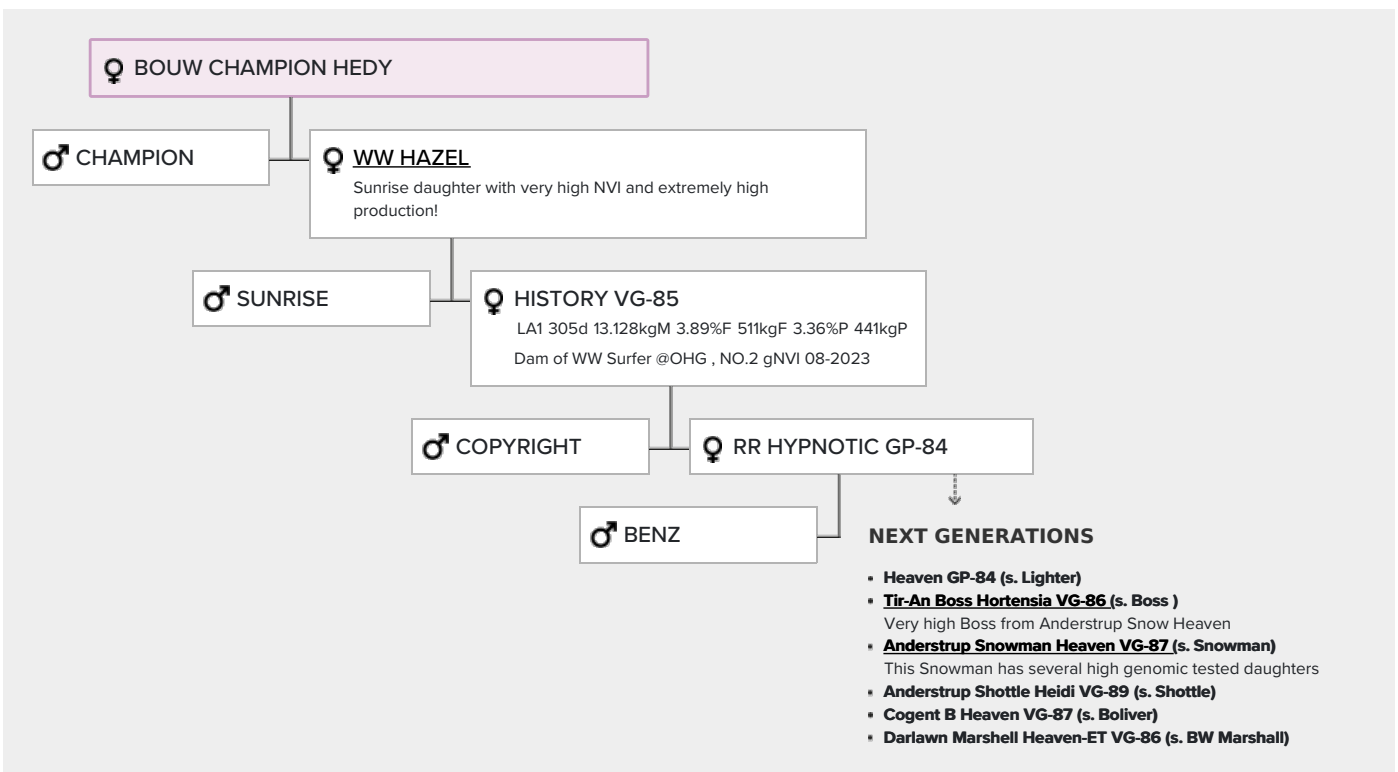 BOUW CHAMPION HEDY
CHAMPION
WW HAZEL
Sunrise daughter with very high NVI and extremely high
production!
SUNRISE
HISTORY VG-85
LA1 305d 13.128kgM 3.89%F 511kgF 3.36%P 441kgP
Dam of WW Surfer @OHG , NO.2 gNVI 08-2023
COPYRIGHT
RR HYPNOTIC GP-84
BENZ
NEXT GENERATIONS
• Heaven GP-84 (s. Lighter)
• Tir-An Boss Hortensia VG-86 (s. Boss )
Very high Boss from Anderstrup Snow Heaven
• Anderstrup Snowman Heaven VG-87 (s. Snowman)
This Snowman has several high genomic tested daughters
• Anderstrup Shottle Heidi VG-89 (s. Shottle)
• Cogent B Heaven VG-87 (s. Boliver)
• Darlawn Marshell Heaven-ET VG-86 (s. BW Marshall)